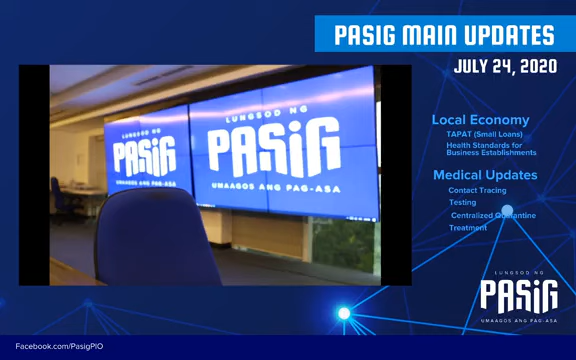 PASIG MAIN UPDATES
JULY 24, 2020
LUNGSOD NG
PASIG
UMAAGOS ANG PAG-ASA
LUNGSOD NG
PASIG
UMAAGOS ANG PAG-ASA
Local Economy
TAPAT (Small Loans)
Health Standards for
Business Establishments
Medical Updates
Contact Tracing
Testing
Centralized Quarantine
Treatment
LUNGSOD NG
PASIG
UMAAGOS ANG PAG-ASA
Facebook.com/PasigPIO